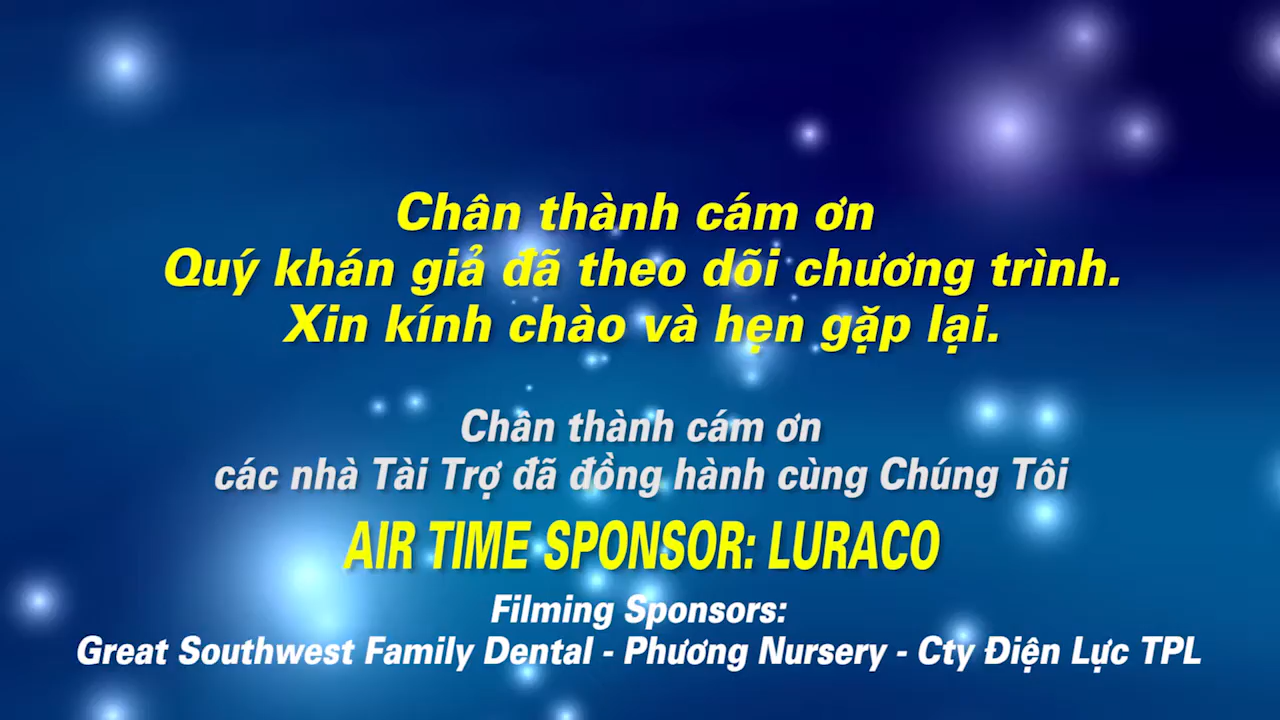 Chân thành cám ơn
Quý khán giả đã theo dõi chương trình.
Xin kính chào và hẹn gặp lại.
Chân thành cám ơn
các nhà Tài Trợ đã đồng hành cùng Chúng Tôi
AIR TIME SPONSOR: LURACO
Filming Sponsors:
Great Southwest Family Dental - Phương Nursery - Cty Điện Lực TPL